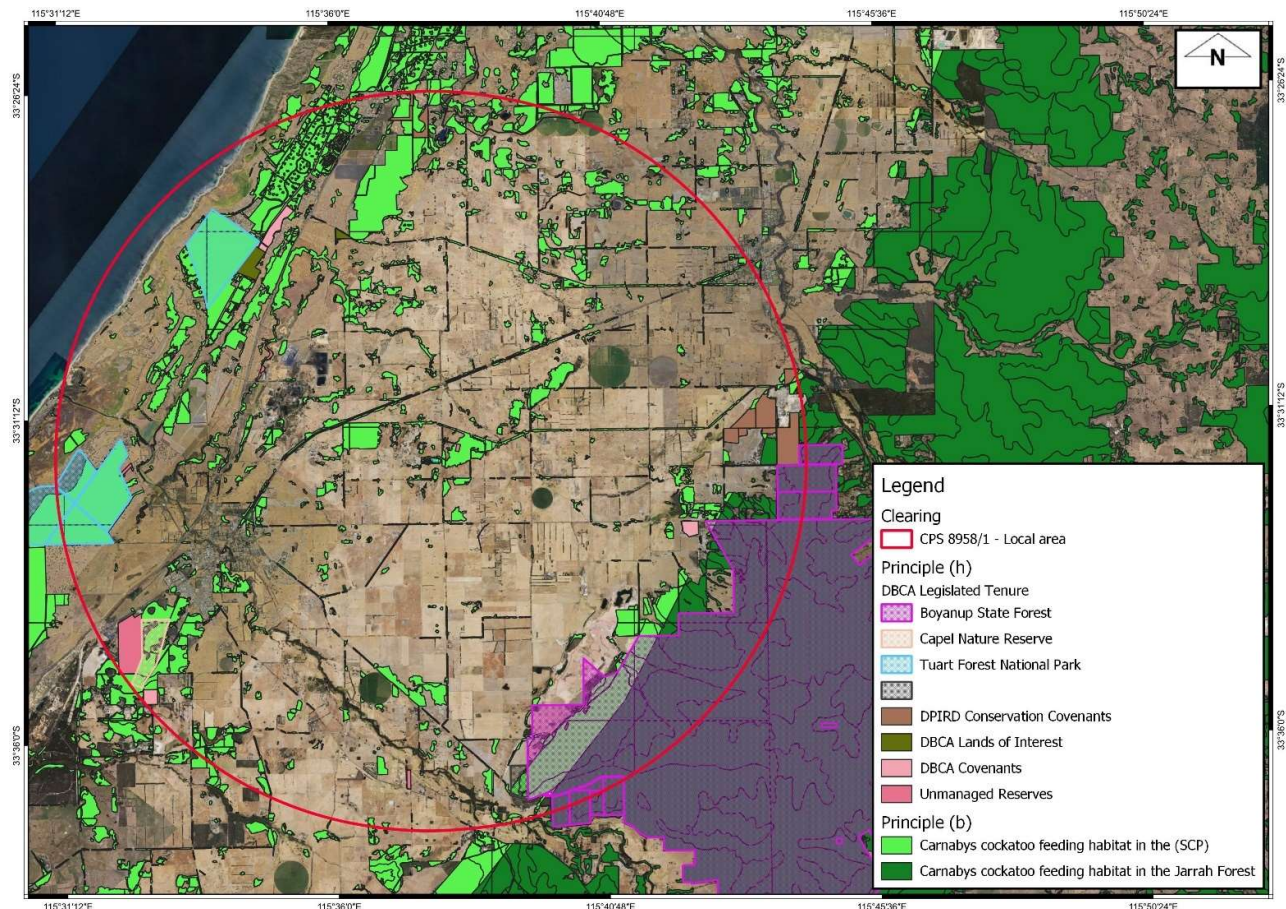 115°31'12"E 115°36'0"E 115°40'48"E 115°45'36"E 115°50'24"E
N
33°26'24"S 33°26'24"S
33°31'12"S 33°31'12"S
33°36'0"S 33°36'0"S
Legend
Clearing
CPS 8958/1 - Local area
Principle (h)
DBCA Legislated Tenure
Boyanup State Forest
Capel Nature Reserve
Tuart Forest National Park
DPIRD Conservation Covenants
DBCA Lands of Interest
DBCA Covenants
Unmanaged Reserves
Principle (b)
Carnabys cockatoo feeding habitat in the (SCP)
Carnabys cockatoo feeding habitat in the Jarrah Forest
115°31'12"E 115°36'0"E 115°40'48"E 115°45'36"E 115°50'24"E